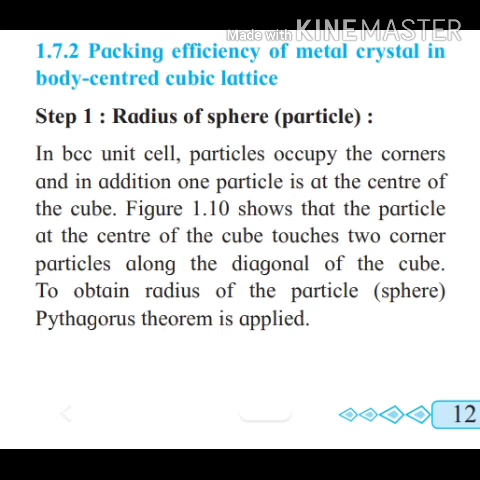 Made with KINEMASTER
1.7.2 Packing efficiency of metal crystal in
body-centred cubic lattice
Step 1 : Radius of sphere (particle) :
In bcc unit cell, particles occupy the corners
and in addition one particle is at the centre of
the cube. Figure 1.10 shows that the particle
at the centre of the cube touches two corner
particles along the diagonal of the cube.
To obtain radius of the particle (sphere)
Pythagorus theorem is applied.
12